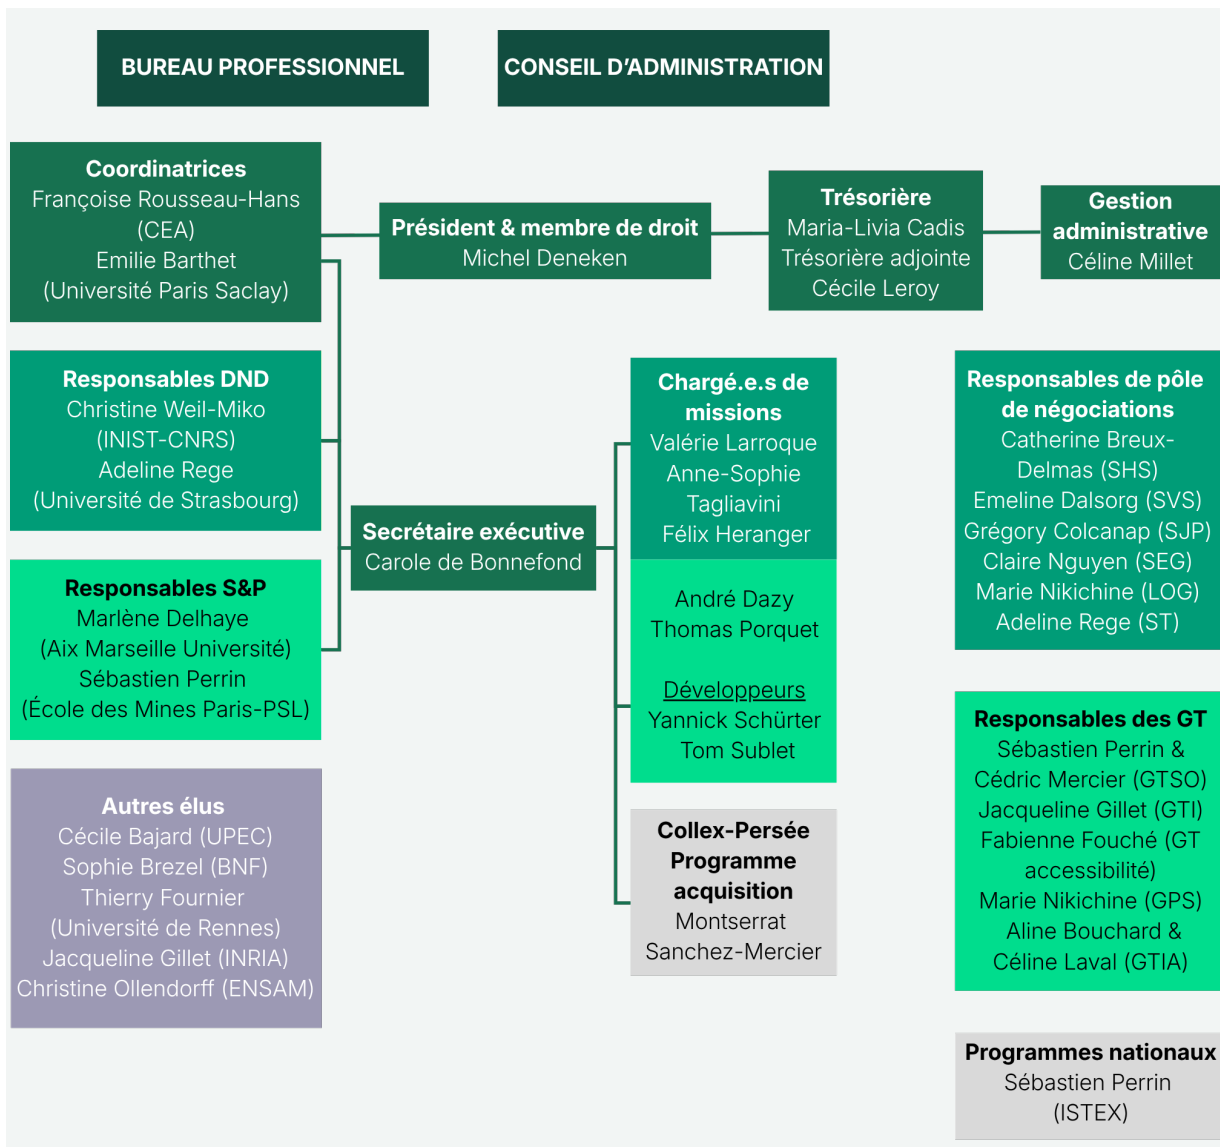 BUREAU PROFESSIONNEL
CONSEIL D’ADMINISTRATION
Coordinatrices
Françoise Rousseau-Hans
(CEA)
Emilie Barthet
(Université Paris Saclay)
Président & membre de droit
Michel Deneken
Trésorière
Maria-Livia Cadis
Trésorière adjointe
Cécile Leroy
Gestion
administrative
Céline Millet
Responsables DND
Christine Weil-Miko
(INIST-CNRS)
Adeline Rege
(Université de Strasbourg)
Responsables S&P
Marlène Delhaye
(Aix Marseille Université)
Sébastien Perrin
(École des Mines Paris-PSL)
Autres élus
Cécile Bajard (UPEC)
Sophie Brezel (BNF)
Thierry Fournier
(Université de Rennes)
Jacqueline Gillet (INRIA)
Christine Ollendorff (ENSAM)
Secrétaire exécutive
Carole de Bonnefond
Chargé.e.s de
missions
Valérie Larroque
Anne-Sophie
Tagliavini
Félix Heranger
André Dazy
Thomas Porquet
Développeurs
Yannick Schürter
Tom Sublet
Collex-Persée
Programme
acquisition
Montserrat
Sanchez-Mercier
Responsables de pôle
de négociations
Catherine Breux-
Delmas (SHS)
Emeline Dalsorg (SVS)
Grégory Colcanap (SJP)
Claire Nguyen (SEG)
Marie Nikichine (LOG)
Adeline Rege (ST)
Responsables des GT
Sébastien Perrin &
Cédric Mercier (GTSO)
Jacqueline Gillet (GTI)
Fabienne Fouché (GT
accessibilité)
Marie Nikichine (GPS)
Aline Bouchard &
Céline Laval (GTIA)
Programmes nationaux
Sébastien Perrin
(ISTEX)